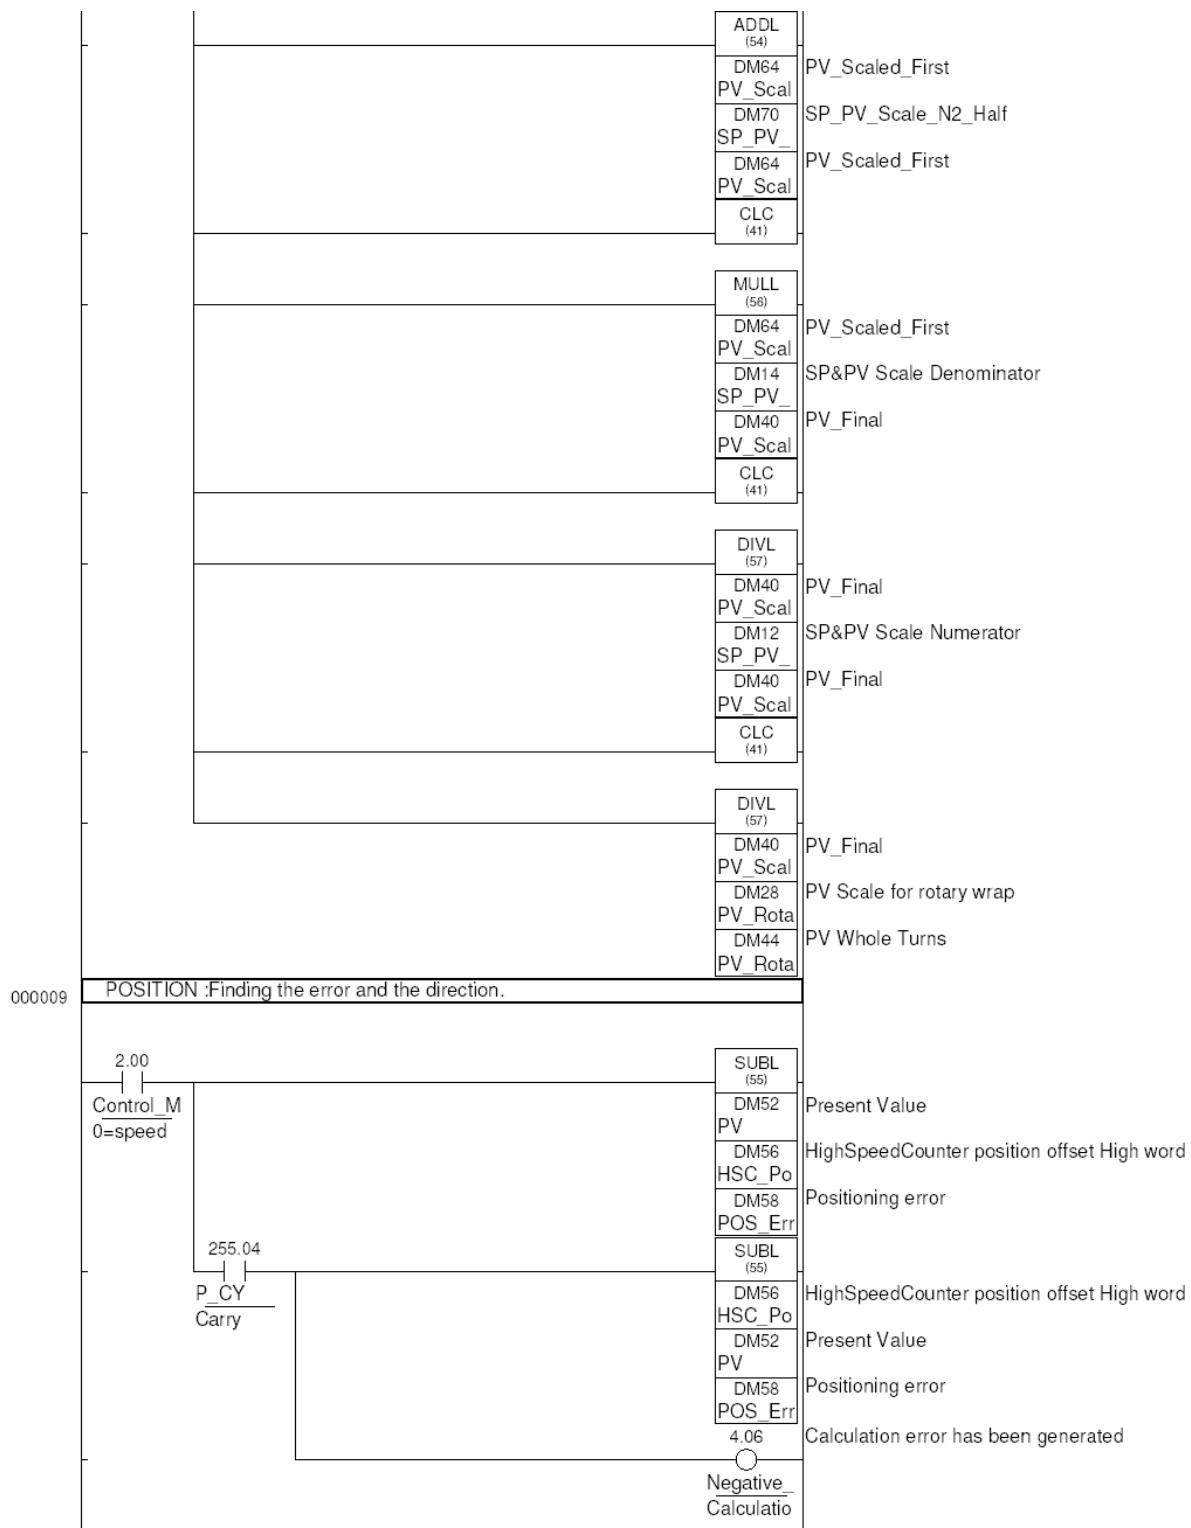 ADDL
(54)
DM64
PV_Scaled_First
PV_Scal
DM70
SP_PV_Scale_N2_Half
SP_PV_
DM64
PV_Scaled_First
PV_Scal
CLC
(41)
MULL
(56)
DM64
PV_Scaled_First
PV_Scal
DM14
SP&PV Scale Denominator
SP_PV_
DM40
PV_Final
PV_Scal
CLC
(41)
DIVL
(57)
DM40
PV_Final
PV_Scal
DM12
SP&PV Scale Numerator
SP_PV_
DM40
PV_Final
PV_Scal
CLC
(41)
DIVL
(57)
DM40
PV_Final
PV_Scal
DM28
PV Scale for rotary wrap
PV_Rota
DM44
PV Whole Turns
PV_Rota
000009
POSITION :Finding the error and the direction.
2.00
Control_M
0=speed
SUBL
(55)
DM52
Present Value
PV
DM56
HighSpeedCounter position offset High word
HSC_Po
DM58
Positioning error
POS_Err
255.04
P_CY
Carry
SUBL
(55)
DM56
HighSpeedCounter position offset High word
HSC_Po
DM52
Present Value
PV
DM58
Positioning error
POS_Err
4.06
Calculation error has been generated
Negative_
Calculatio